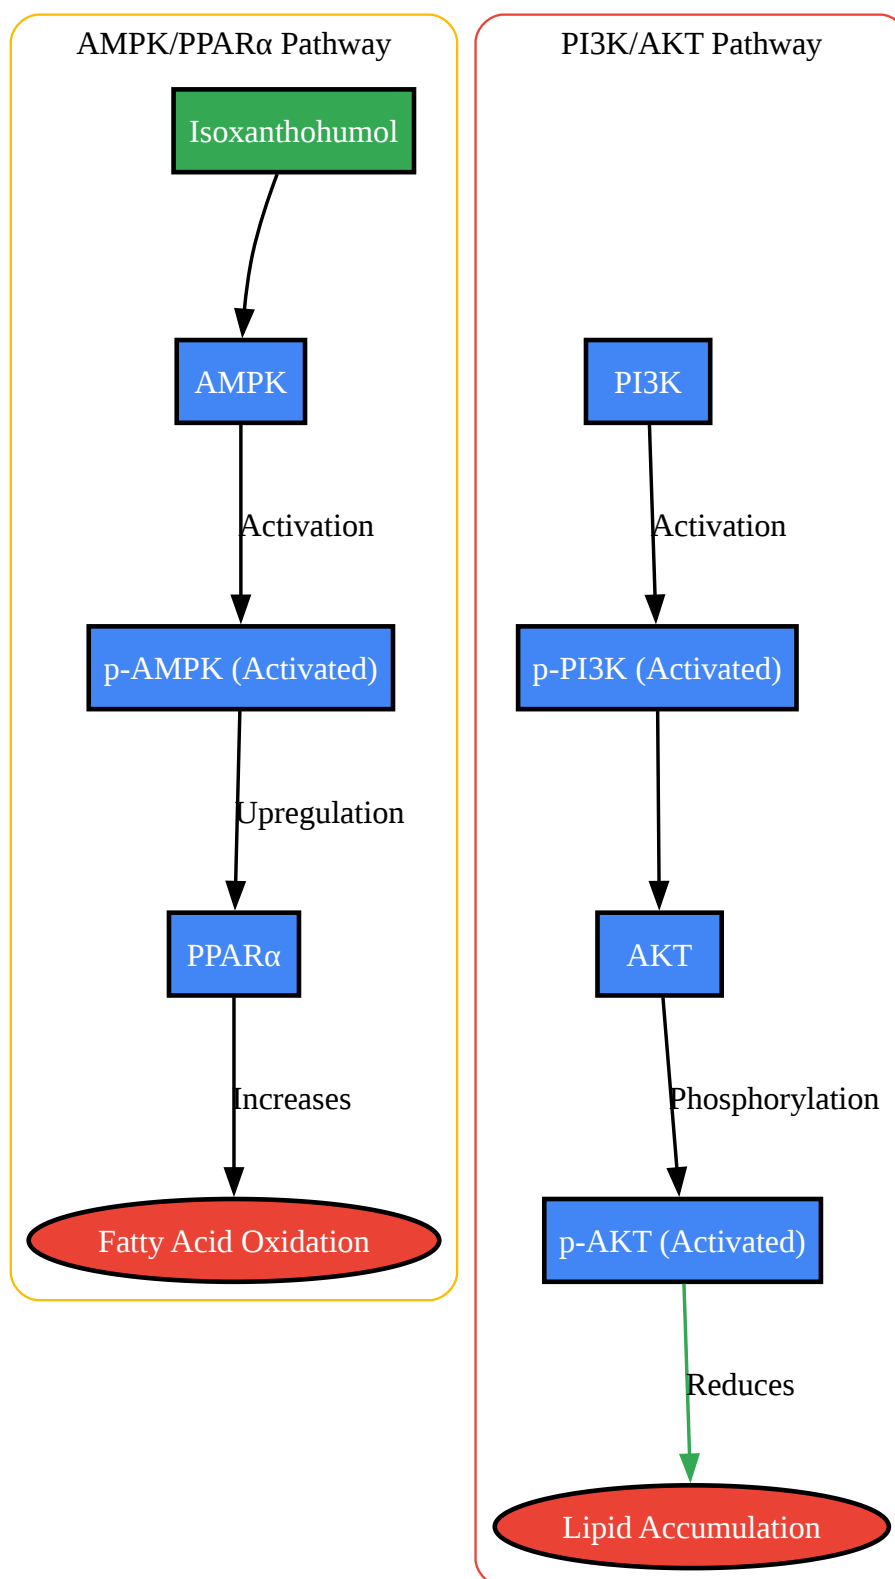 AMPK/PPARα Pathway
Isoxanthohumol
AMPK
Activation
p-AMPK (Activated)
Upregulation
PPARα
Increases
Fatty Acid Oxidation
PI3K/AKT Pathway
PI3K
Activation
p-PI3K (Activated)
AKT
Phosphorylation
p-AKT (Activated)
Reduces
Lipid Accumulation